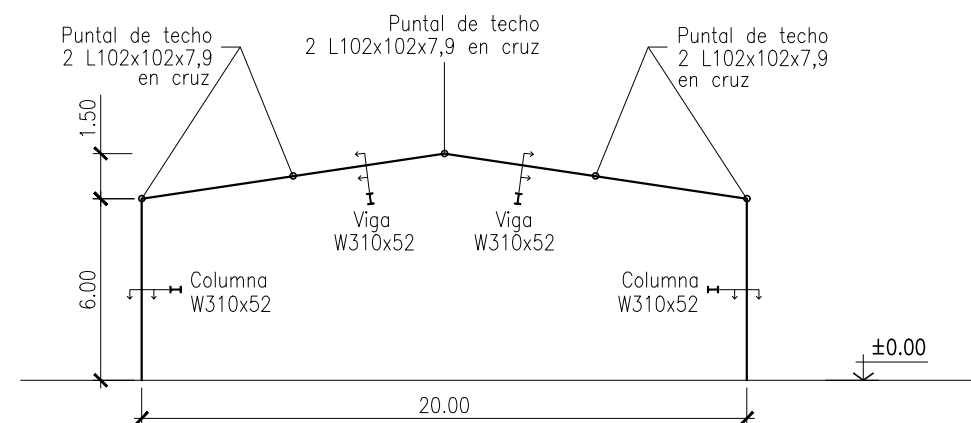 Puntal de techo
2 L102x102x7,9
en cruz
Puntal de techo
2 L102x102x7,9 en cruz
Puntal de techo
2 L102x102x7,9
en cruz
1.50
6.00
Viga
W310x52
Viga
W310x52
Columna
W310x52
Columna
W310x52
±0.00
20.00